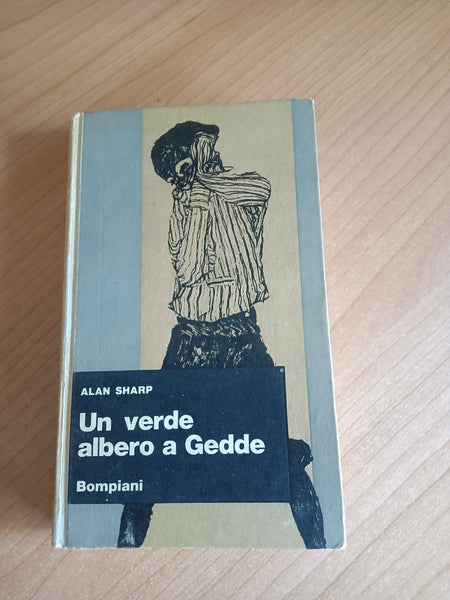 ALAN SHARP
Un verde
albero a Gedde
Bompiani